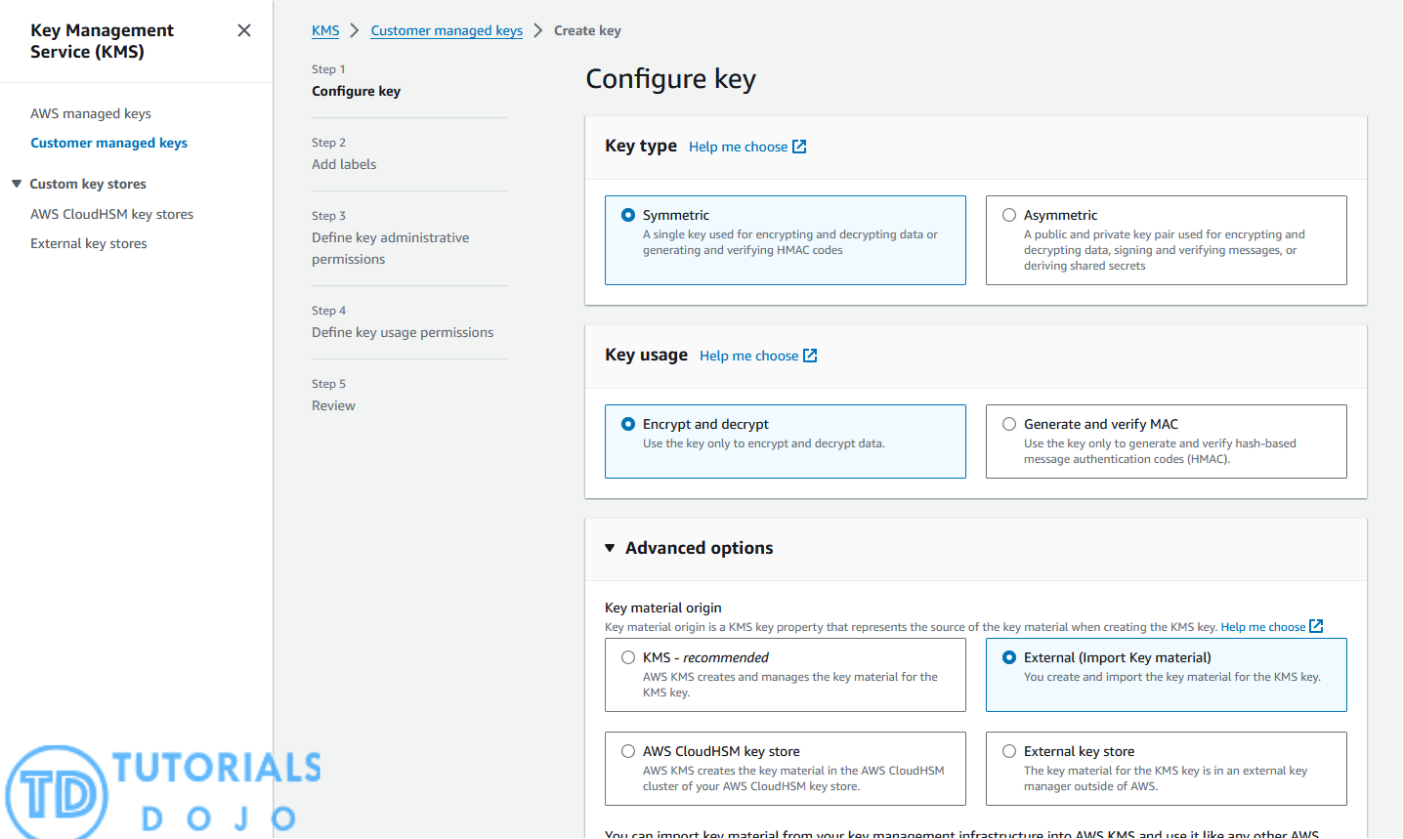 Key Management
Service (KMS)
AWS managed keys
Customer managed keys
Custom key stores
AWS CloudHSM key stores
External key stores
KMS > Customer managed keys > Create key
Step 1
Configure key
Step 2
Add labels
Step 3
Define key administrative
permissions
Step 4
Define key usage permissions
Step 5
Review
Configure key
Key type Help me choose
Symmetric
A single key used for encrypting and decrypting data or
generating and verifying HMAC codes
Asymmetric
A public and private key pair used for encrypting and
decrypting data, signing and verifying messages, or
deriving shared secrets
Key usage Help me choose
Encrypt and decrypt
Use the key only to encrypt and decrypt data.
Generate and verify MAC
Use the key only to generate and verify hash-based
message authentication codes (HMAC).
Advanced options
Key material origin
Key material origin is a KMS key property that represents the source of the key material when creating the KMS key. Help me choose
KMS - recommended
AWS KMS creates and manages the key material for the
KMS key.
External (Import Key material)
You create and import the key material for the KMS key.
AWS CloudHSM key store
AWS KMS creates the key material in the AWS CloudHSM
cluster of your AWS CloudHSM key store.
External key store
The key material for the KMS key is in an external key
manager outside of AWS.
You can import key material from your key management infrastructure into AWS KMS and use it like any other AWS
TD
TUTORIALS
DOJO